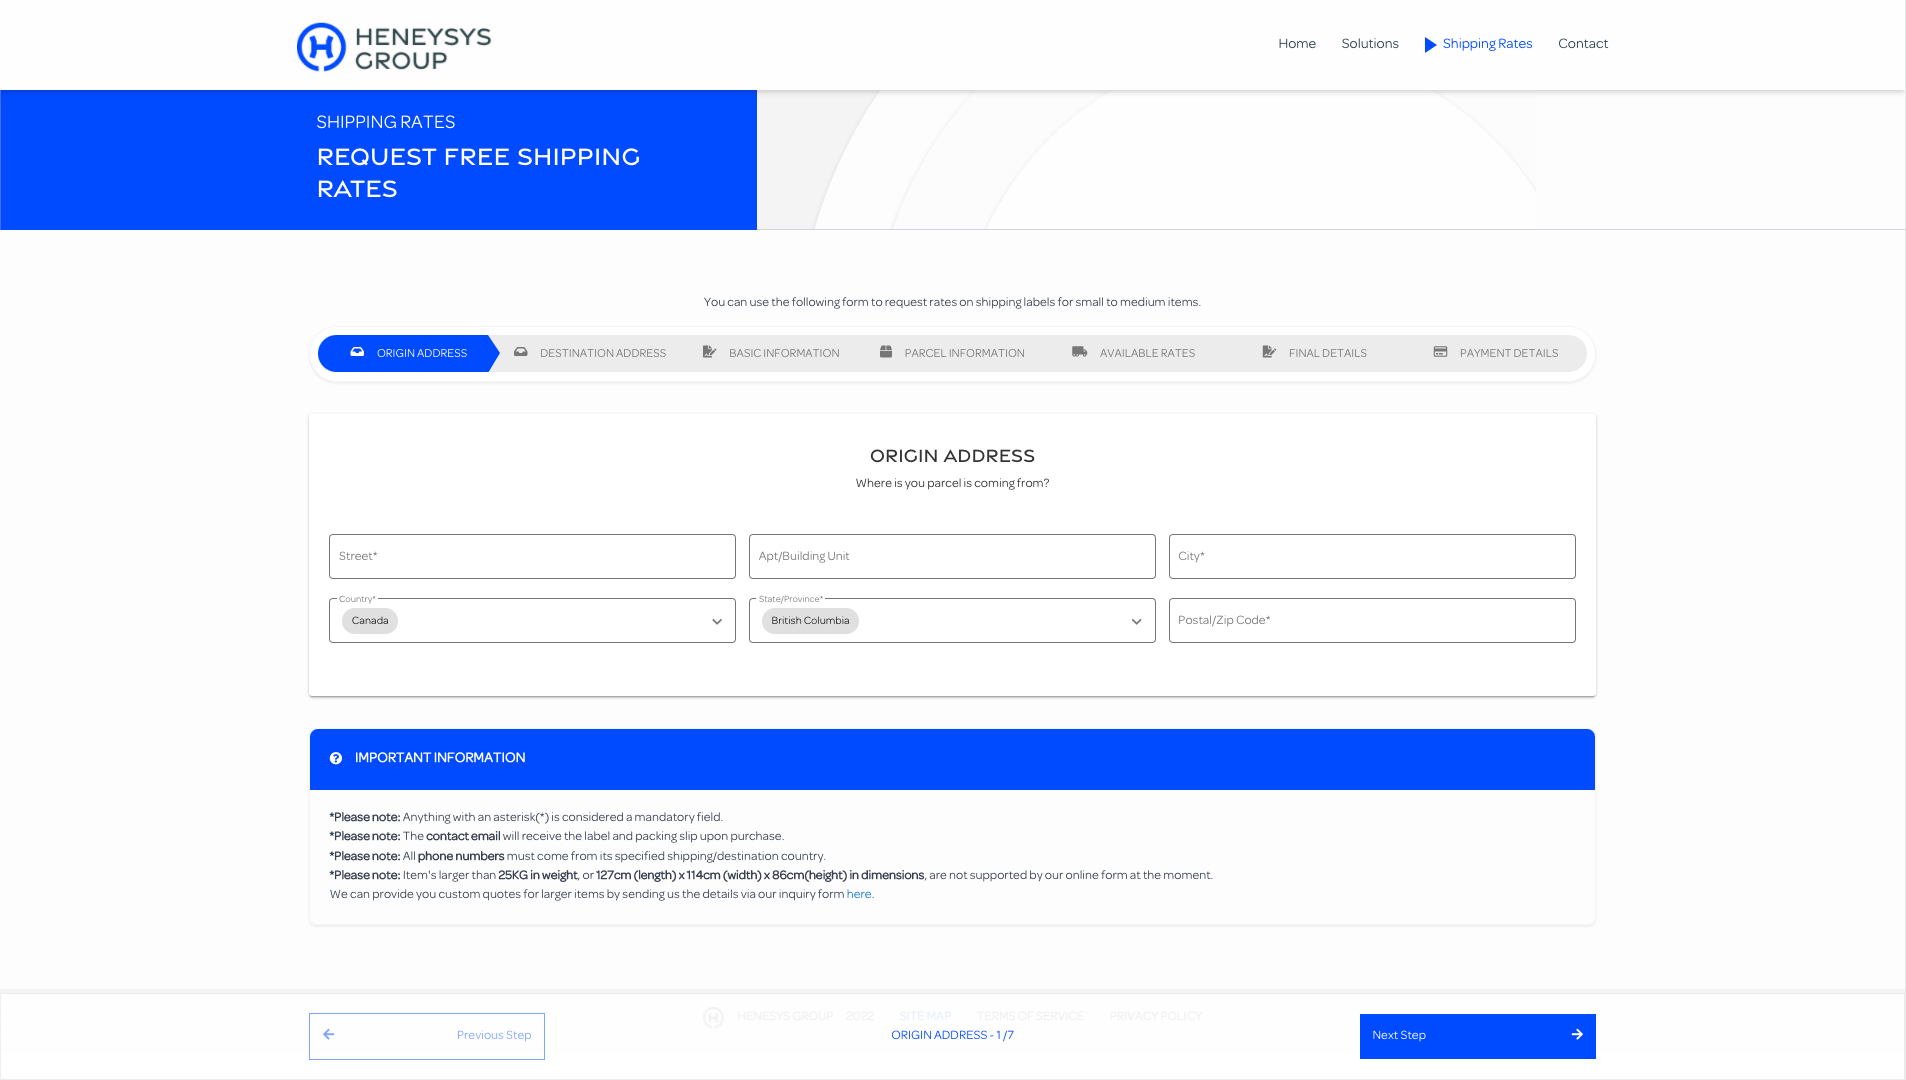 HENEYSYS
GROUP
Home Solutions Shipping Rates Contact
SHIPPING RATES
REQUEST FREE SHIPPING
RATES
You can use the following form to request rates on shipping labels for small to medium items.
ORIGIN ADDRESS DESTINATION ADDRESS BASIC INFORMATION PARCEL INFORMATION AVAILABLE RATES FINAL DETAILS PAYMENT DETAILS
ORIGIN ADDRESS
Where is you parcel is coming from?
Street* Apt/Building Unit City*
Country* State/Province*
Canada British Columbia Postal/Zip Code*
IMPORTANT INFORMATION
*Please note: Anything with an asterisk(*) is considered a mandatory field.
*Please note: The contact email will receive the label and packing slip upon purchase.
*Please note: All phone numbers must come from its specified shipping/destination country.
*Please note: Item's larger than 25KG in weight, or 127cm (length) x 114cm (width) x 86cm(height) in dimensions, are not supported by our online form at the moment.
We can provide you custom quotes for larger items by sending us the details via our inquiry form here.
HENESYS GROUP - 2022 SITE MAP TERMS OF SERVICE PRIVACY POLICY
Previous Step ORIGIN ADDRESS - 1 /7 Next Step